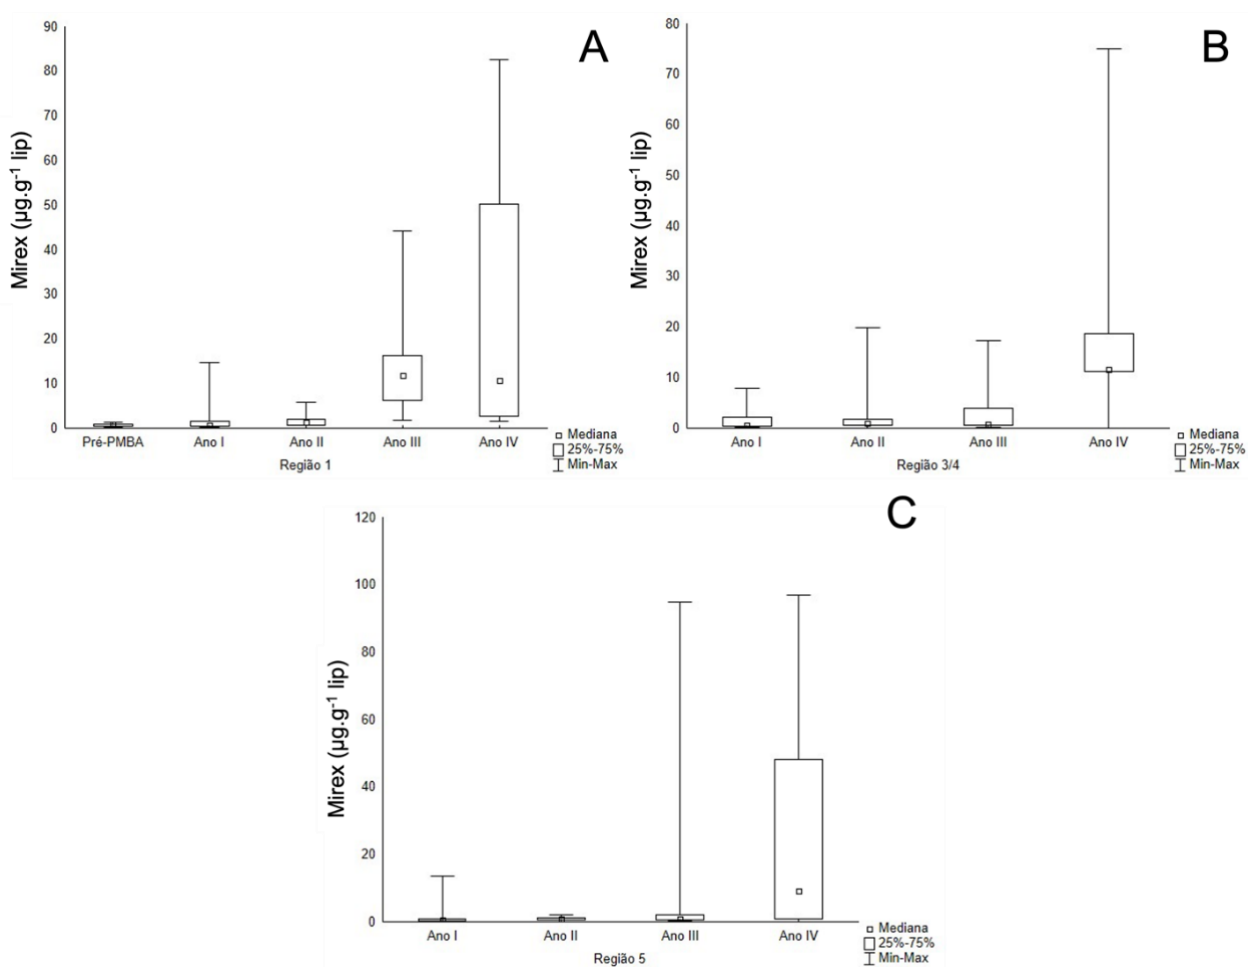 A
Mirex (µg.g⁻¹ lip)
90
80
70
60
50
40
30
20
10
0
Pré-PMBA Ano I Ano II Ano III Ano IV
Região 1
Mediana
25%-75%
Min-Max
B
Mirex (µg.g⁻¹ lip)
80
70
60
50
40
30
20
10
0
Ano I Ano II Ano III Ano IV
Região 3/4
Mediana
25%-75%
Min-Max
C
Mirex (µg.g⁻¹ lip)
120
100
80
60
40
20
0
Ano I Ano II Ano III Ano IV
Região 5
Mediana
25%-75%
Min-Max